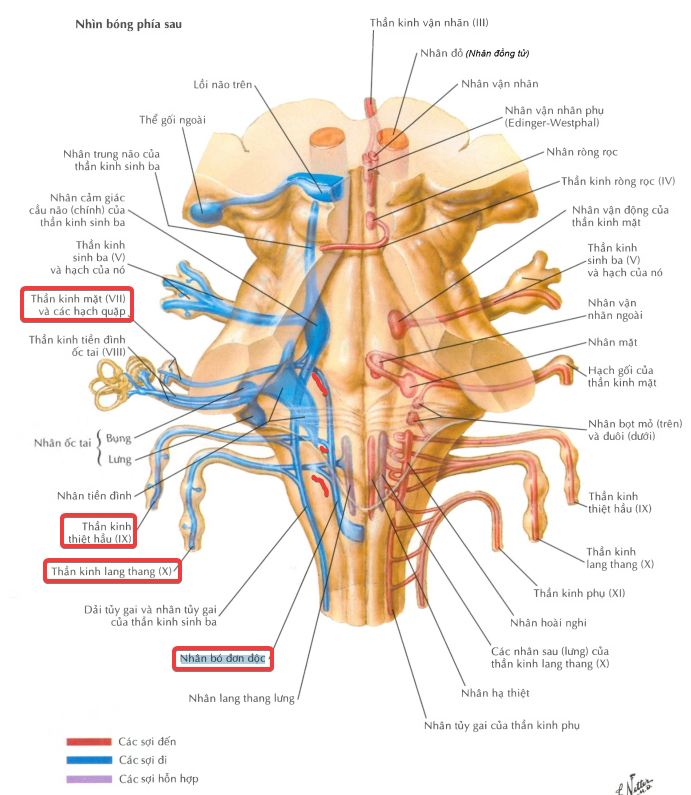 Nhìn bóng phía sau
Thần kinh vận nhãn (III)
Nhân đỏ (Nhân đồng tử)
Nhân vận nhãn
Nhân vận nhãn phụ
(Edinger-Westphal)
Nhân ròng rọc
Thần kinh ròng rọc (IV)
Nhân vận động của
thần kinh mặt
Thần kinh
sinh ba (V)
và hạch của nó
Nhân vận
nhãn ngoài
Nhân mặt
Hạch gối của
thần kinh mặt
Nhân bọt mỏ (trên)
và đuôi (dưới)
Thần kinh
thiệt hầu (IX)
Thần kinh
lang thang (X)
Thần kinh phụ (XI)
Nhân hoài nghi
Các nhân sau (lưng) của
thần kinh lang thang (X)
Nhân hạ thiệt
Nhân tủy gai của thần kinh phụ
Lồi não trên
Thể gối ngoài
Nhân trung não của
thần kinh sinh ba
Nhân cảm giác
cầu não (chính) của
thần kinh sinh ba
Thần kinh
sinh ba (V)
và hạch của nó
Thần kinh mặt (VII)
và các hạch quặp
Thần kinh tiền đình
ốc tai (VIII)
Nhân ốc tai { Bụng
Lưng
Nhân tiền đình
Thần kinh
thiệt hầu (IX)
Thần kinh lang thang (X)
Dải tủy gai và nhân tủy gai
của thần kinh sinh ba
Nhân bó đơn độc
Nhân lang thang lưng
Các sợi đến
Các sợi đi
Các sợi hỗn hợp